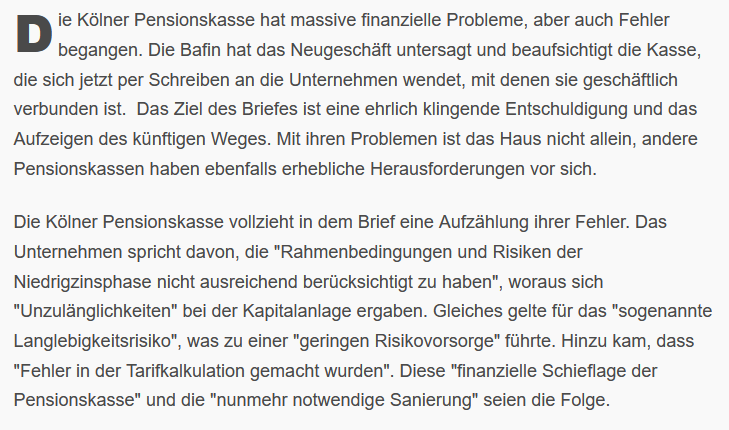 Die Kölner Pensionskasse hat massive finanzielle Probleme, aber auch Fehler
begangen. Die Bafin hat das Neugeschäft untersagt und beaufsichtigt die Kasse,
die sich jetzt per Schreiben an die Unternehmen wendet, mit denen sie geschäftlich
verbunden ist.  Das Ziel des Briefes ist eine ehrlich klingende Entschuldigung und das
Aufzeigen des künftigen Weges. Mit ihren Problemen ist das Haus nicht allein, andere
Pensionskassen haben ebenfalls erhebliche Herausforderungen vor sich.

Die Kölner Pensionskasse vollzieht in dem Brief eine Aufzählung ihrer Fehler. Das
Unternehmen spricht davon, die "Rahmenbedingungen und Risiken der
Niedrigzinsphase nicht ausreichend berücksichtigt zu haben", woraus sich
"Unzulänglichkeiten" bei der Kapitalanlage ergaben. Gleiches gelte für das "sogenannte
Langlebigkeitsrisiko", was zu einer "geringen Risikovorsorge" führte. Hinzu kam, dass
"Fehler in der Tarifkalkulation gemacht wurden". Diese "finanzielle Schieflage der
Pensionskasse" und die "nunmehr notwendige Sanierung" seien die Folge.